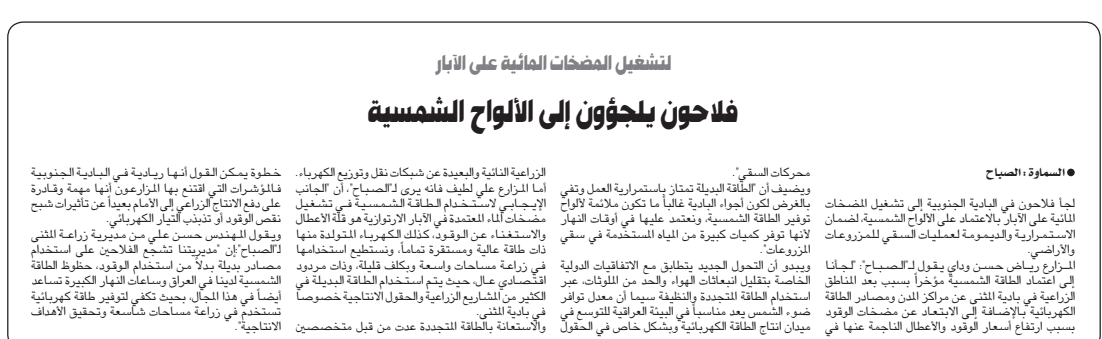 لتشغيل المضخات المائية على الآبار
فلاحون يلجؤون إلى الألواح الشمسية
● السماوة : الصباح
لجأ فلاحون في البادية الجنوبية إلى تشغيل المضخات
المائية على الآبار بالاعتماد على الألواح الشمسية، لضمان
الاستمرارية والديمومة لعمليات السقي للمزروعات
والأراضي.
المزارع رياض حسن وداي يقول لـ"الصباح": "لجأنا
إلى اعتماد الطاقة الشمسية مؤخراً بسبب بعد المناطق
الزراعية في بادية المثنى عن مراكز المدن ومصادر الطاقة
الكهربائية بالإضافة إلى الابتعاد عن مضخات الوقود
بسبب ارتفاع أسعار الوقود والأعطال الناجمة عنها في
محركات السقي".
ويضيف أن "الطاقة البديلة تمتاز باستمرارية العمل وتفي
بالغرض لكون أجواء البادية غالباً ما تكون ملائمة لألواح
توفير الطاقة الشمسية، ونعتمد عليها في أوقات النهار
لأنها توفر كميات كبيرة من المياه المستخدمة في سقي
المزروعات".
ويبدو أن التحول الجديد يتطابق مع الاتفاقيات الدولية
الخاصة بتقليل انبعاثات الهواء والحد من الملوثات، عبر
استخدام الطاقة المتجددة والنظيفة سيما أن معدل توافر
ضوء الشمس يعد مناسباً في البيئة العراقية للتوسع في
ميدان انتاج الطاقة الكهربائية وبشكل خاص في الحقول
الزراعية النائية والبعيدة عن شبكات نقل وتوزيع الكهرباء.
أما المزارع علي لطيف فانه يرى لـ"الصباح"، أن "الجانب
الإيجابي لاستخدام الطاقة الشمسية في تشغيل
مضخات الماء المعتمدة في الآبار الارتوازية هو قلة الأعطال
والاستغناء عن الوقود، كذلك الكهرباء المتولدة منها
ذات طاقة عالية ومستقرة تماماً، ونستطيع استخدامها
في زراعة مساحات واسعة وبكلف قليلة، وذات مردود
اقتصادي عال، حيث يتم استخدام الطاقة البديلة في
الكثير من المشاريع الزراعية والحقول الانتاجية خصوصاً
في بادية المثنى.
والاستعانة بالطاقة المتجددة عدت من قبل متخصصين
خطوة يمكن القول أنها ريادية في البادية الجنوبية
فالمؤشرات التي اقتنع بها المزارعون أنها مهمة وقادرة
على دفع الانتاج الزراعي إلى الأمام بعيداً عن تأثيرات شبح
نقص الوقود أو تذبذب التيار الكهربائي.
ويقول المهندس حسن علي من مديرية زراعة المثنى
لـ"الصباح":إن "مديريتنا تشجع الفلاحين على استخدام
مصادر بديلة بدلاً من استخدام الوقود، حظوظ الطاقة
الشمسية لدينا في العراق وساعات النهار الكبيرة تساعد
أيضاً في هذا المجال، بحيث تكفي لتوفير طاقة كهربائية
تستخدم في زراعة مساحات شاسعة وتحقيق الأهداف
الانتاجية".